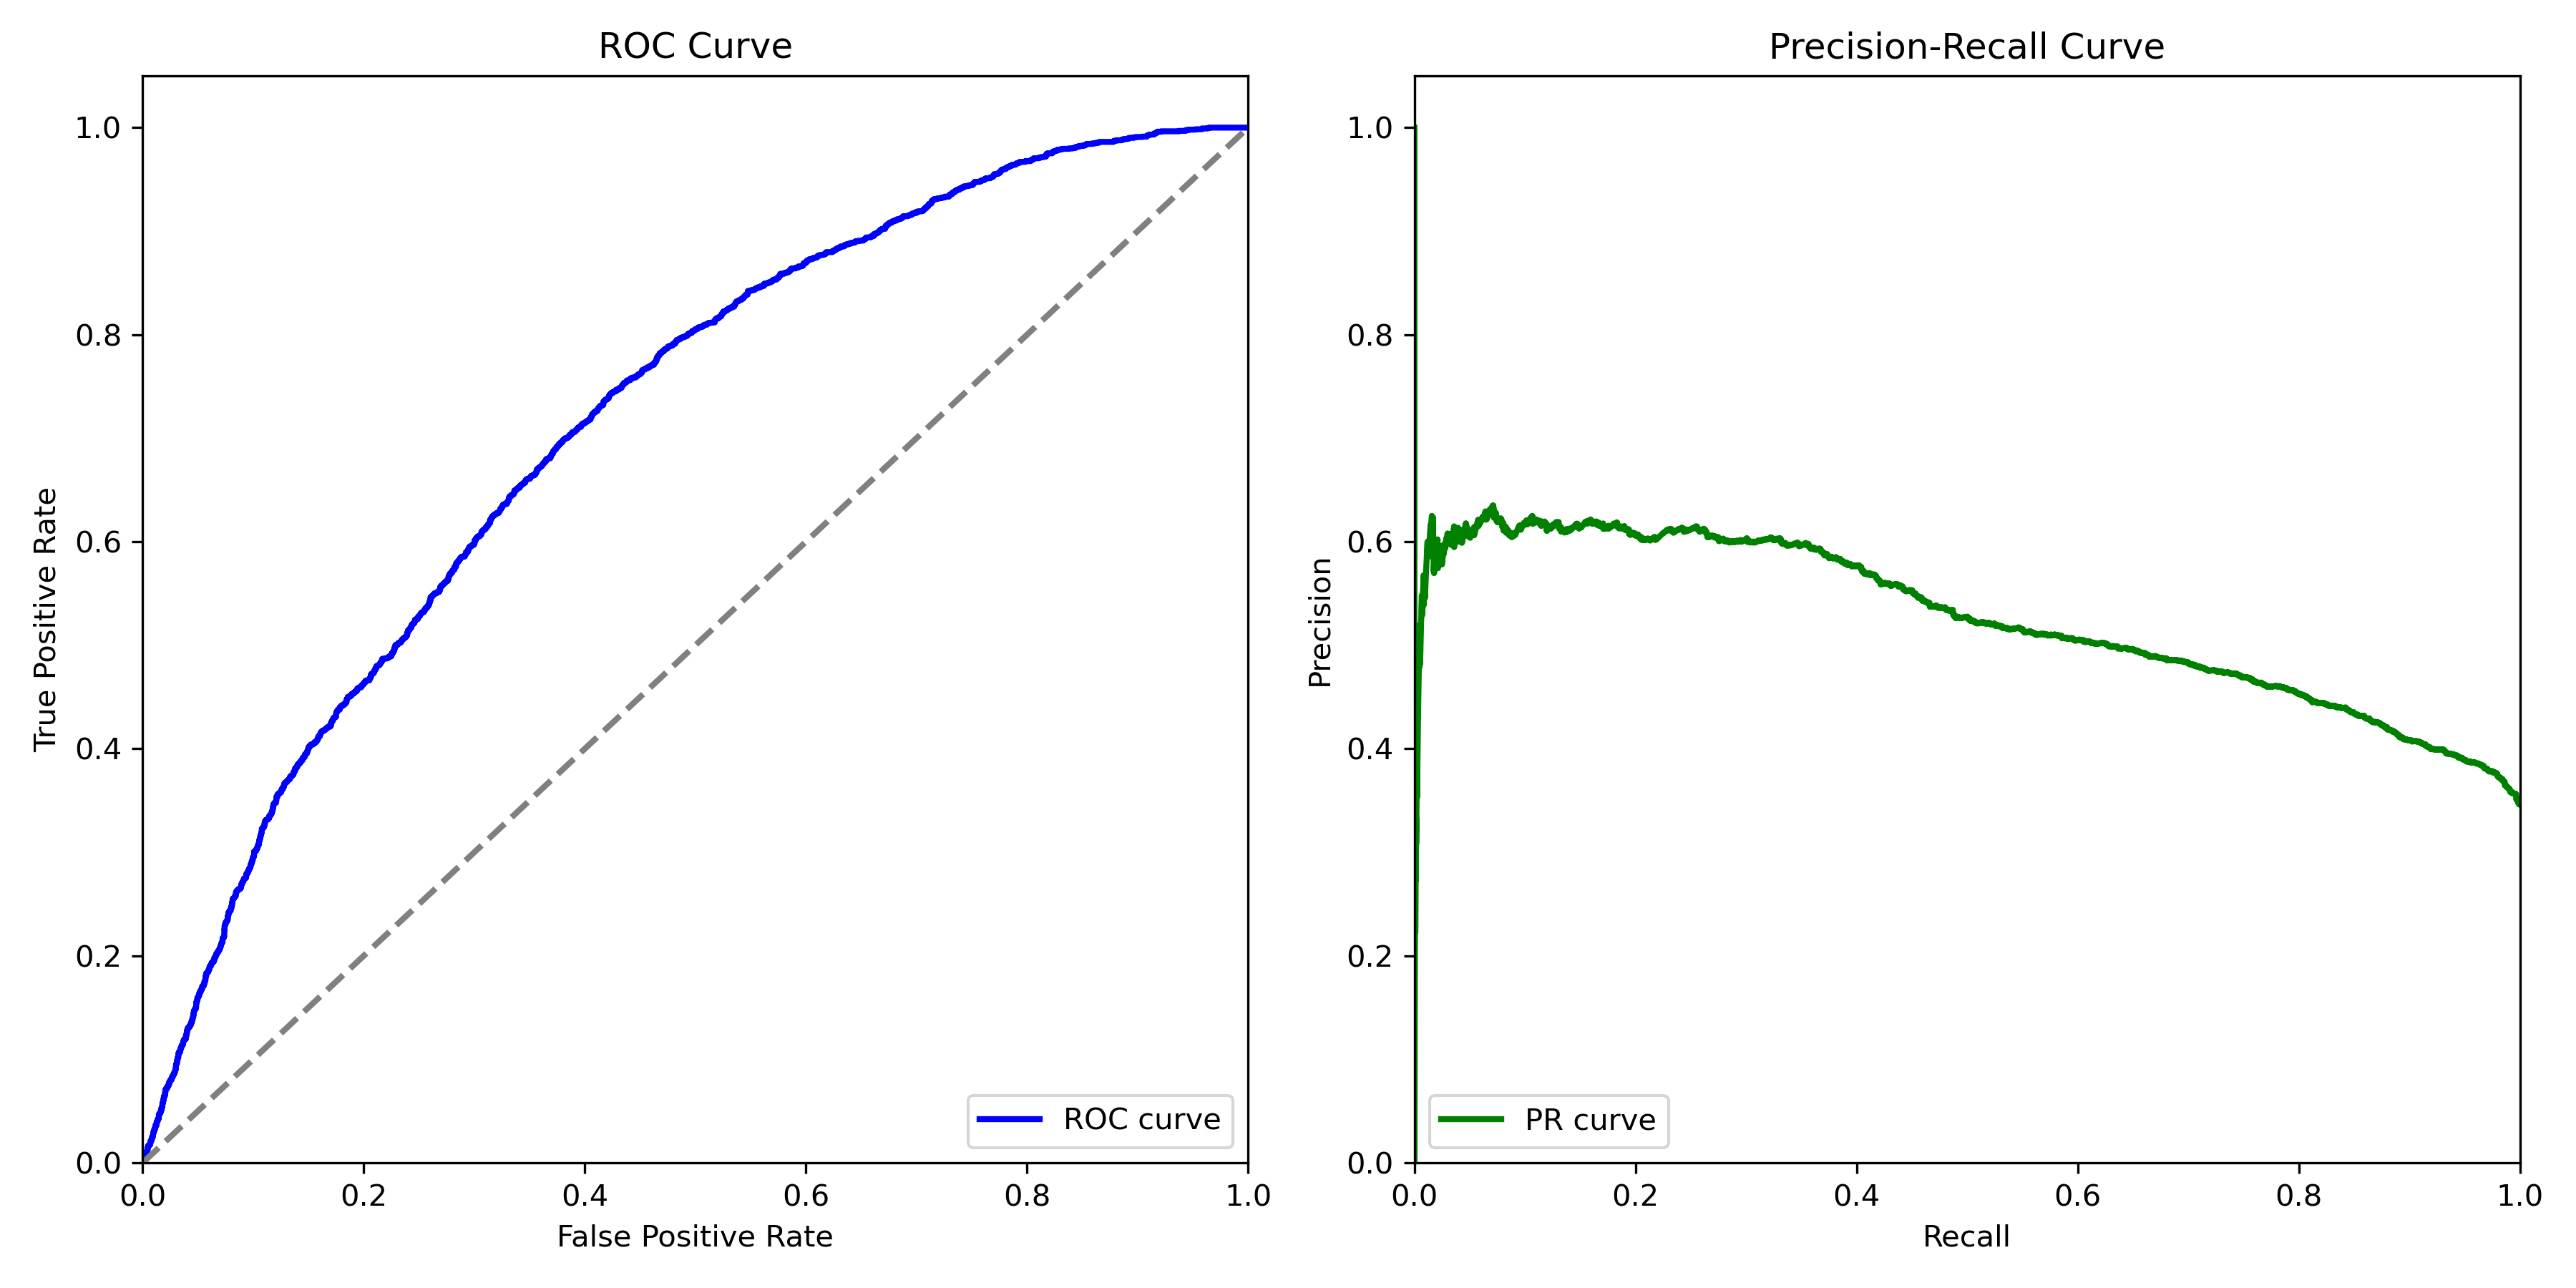 ROC Curve
1.0
0.8
0.6
0.4
0.2
0.0
True Positive Rate
0.0 0.2 0.4 0.6 0.8 1.0
False Positive Rate
ROC curve
Precision-Recall Curve
1.0
0.8
0.6
0.4
0.2
0.0
Precision
0.0 0.2 0.4 0.6 0.8 1.0
Recall
PR curve